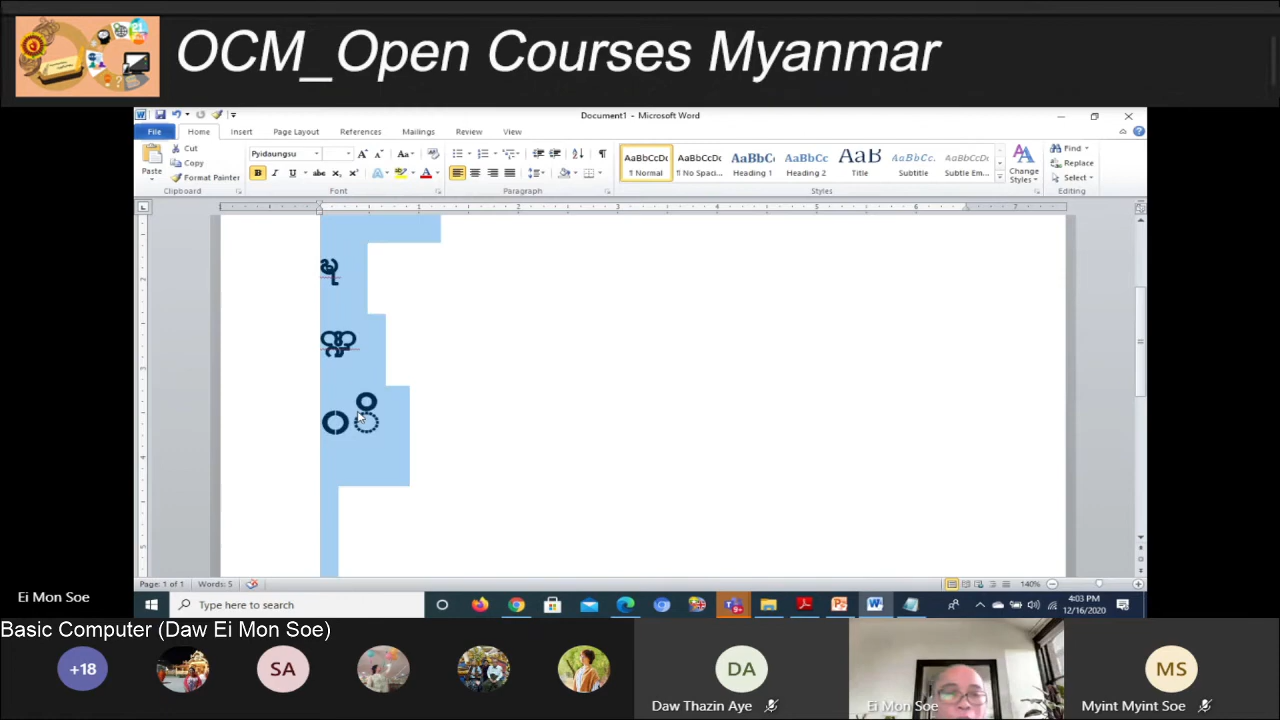 OCM_Open Courses Myanmar
Document1 - Microsoft Word
File Home Insert Page Layout References Mailings Review View
Paste
Cut
Copy
Format Painter
Pyidaungsu
AaBbCcDc AaBbCcDc AaBbC AaBbCc AaB AaBbCc. AaBbCcDc
¶ Normal ¶ No Spaci... Heading 1 Heading 2 Title Subtitle Subtle Em...
Change Styles
Find
Replace
Select
Clipboard Font Paragraph Styles Editing
Page: 1 of 1 Words: 5 140%
Type here to search
4:03 PM
12/16/2020
Ei Mon Soe
Basic Computer (Daw Ei Mon Soe)
+18 SA DA MS
Daw Thazin Aye Ei Mon Soe Myint Myint Soe